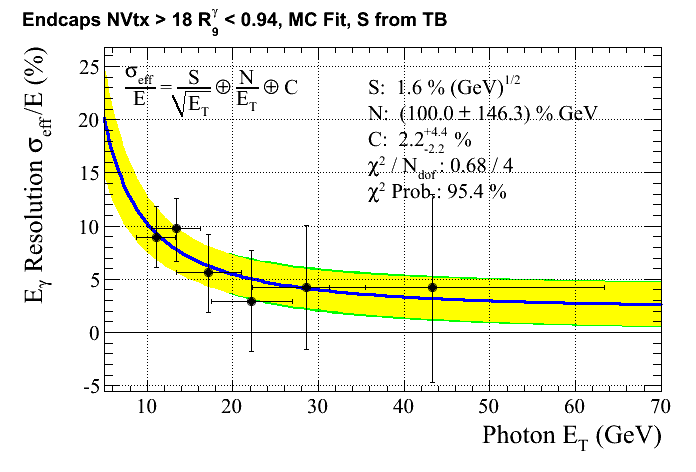 Endcaps NVtx > 18 R₉ᵞ < 0.94, MC Fit, S from TB
σ_eff/E = S/√E_T ⊕ N/E_T ⊕ C
S: 1.6 % (GeV)^1/2
N: (100.0 ± 146.3) % GeV
C: 2.2 +4.4 -2.2 %
χ² / N_dof : 0.68 / 4
χ² Prob.: 95.4 %
E_γ Resolution σ_eff/E (%)
25
20
15
10
5
0
-5
10 20 30 40 50 60 70
Photon E_T (GeV)